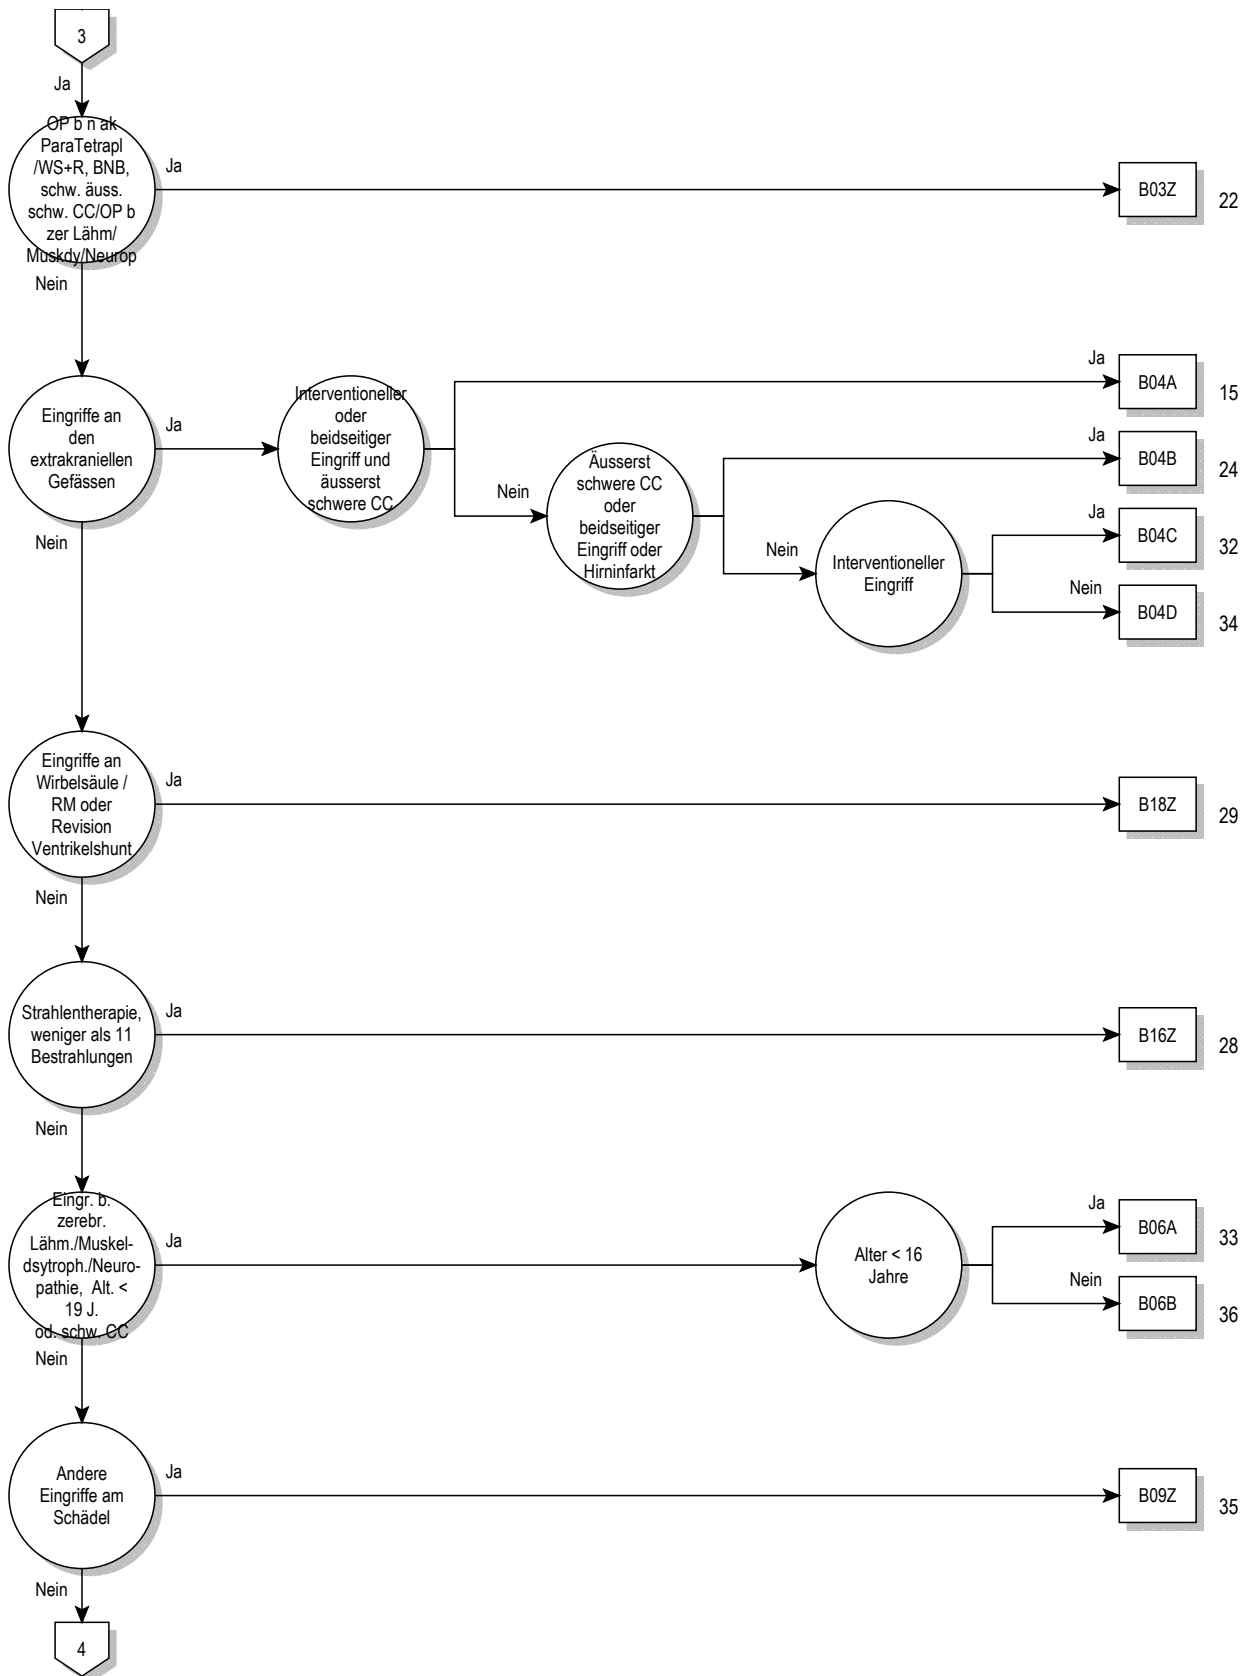 3
Ja
OP b n ak
ParaTetrapl
/WS+R, BNB,
schw. äuss.
schw. CC/OP b
zer Lähm/
Muskdy/Neurop
Ja
B03Z
22
Nein
Eingriffe an
den
extrakraniellen
Gefässen
Ja
Interventioneller
oder
beidseitiger
Eingriff und
äusserst
schwere CC
Ja
B04A
15
Nein
Äusserst
schwere CC
oder
beidseitiger
Eingriff oder
Hirninfarkt
Ja
B04B
24
Nein
Interventioneller
Eingriff
Ja
B04C
32
Nein
B04D
34
Nein
Eingriffe an
Wirbelsäule /
RM oder
Revision
Ventrikelshunt
Ja
B18Z
29
Nein
Strahlentherapie,
weniger als 11
Bestrahlungen
Ja
B16Z
28
Nein
Eingr. b.
zerebr.
Lähm./Muskel-
dsytroph./Neuro-
pathie, Alt. <
19 J.
od. schw. CC
Ja
Alter < 16
Jahre
Ja
B06A
33
Nein
B06B
36
Nein
Andere
Eingriffe am
Schädel
Ja
B09Z
35
Nein
4